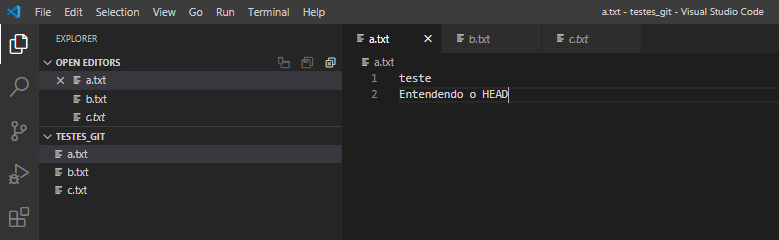 File Edit Selection View Go Run Terminal Help
a.txt - testes_git - Visual Studio Code
EXPLORER
OPEN EDITORS
a.txt
b.txt
c.txt
TESTES_GIT
a.txt
b.txt
c.txt
a.txt b.txt c.txt
a.txt
1 teste
2 Entendendo o HEAD